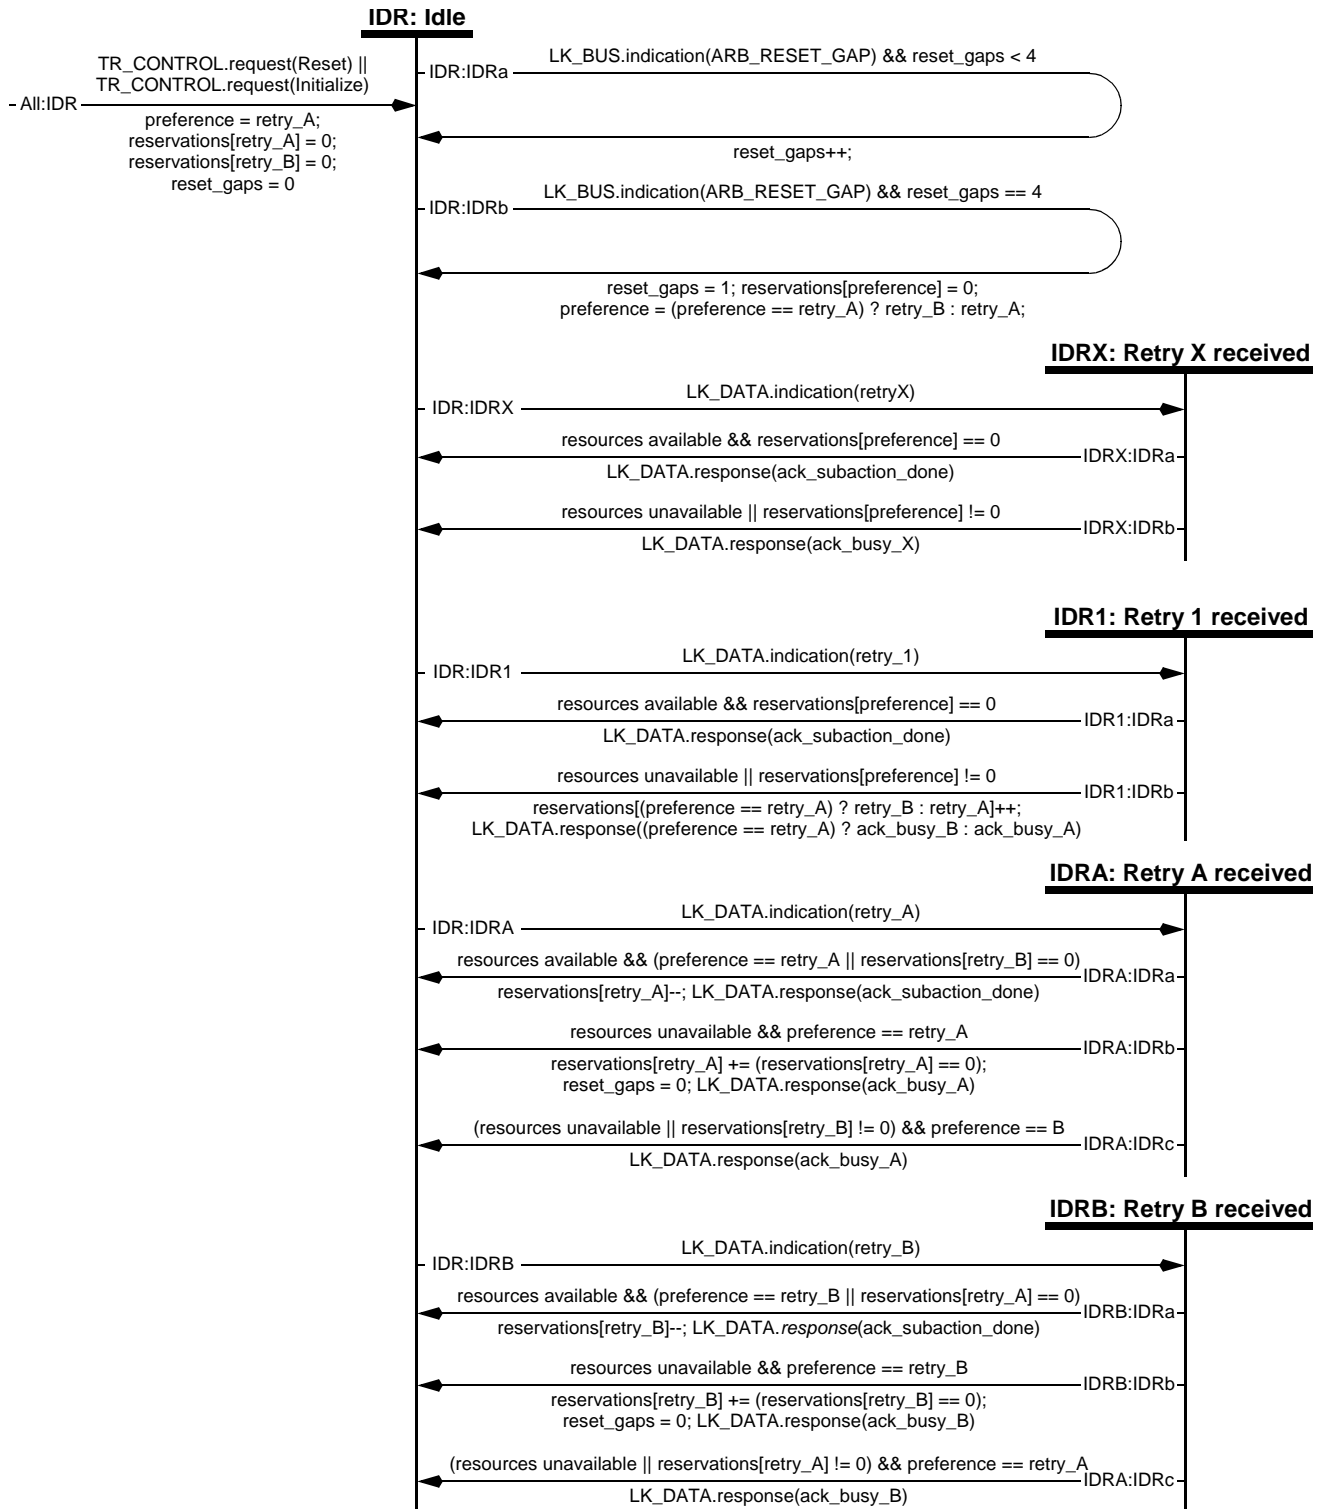 IDR: Idle
TR_CONTROL.request(Reset) ||
TR_CONTROL.request(Initialize)
All:IDR
preference = retry_A;
reservations[retry_A] = 0;
reservations[retry_B] = 0;
reset_gaps = 0
IDR:IDRa
LK_BUS.indication(ARB_RESET_GAP) && reset_gaps < 4
reset_gaps++;
IDR:IDRb
LK_BUS.indication(ARB_RESET_GAP) && reset_gaps == 4
reset_gaps = 1; reservations[preference] = 0;
preference = (preference == retry_A) ? retry_B : retry_A;
IDRX: Retry X received
LK_DATA.indication(retryX)
IDR:IDRX
resources available && reservations[preference] == 0
IDRX:IDRa
LK_DATA.response(ack_subaction_done)
resources unavailable || reservations[preference] != 0
IDRX:IDRb
LK_DATA.response(ack_busy_X)
IDR1: Retry 1 received
LK_DATA.indication(retry_1)
IDR:IDR1
resources available && reservations[preference] == 0
IDR1:IDRa
LK_DATA.response(ack_subaction_done)
resources unavailable || reservations[preference] != 0
IDR1:IDRb
reservations[(preference == retry_A) ? retry_B : retry_A]++;
LK_DATA.response((preference == retry_A) ? ack_busy_B : ack_busy_A)
IDRA: Retry A received
LK_DATA.indication(retry_A)
IDR:IDRA
resources available && (preference == retry_A || reservations[retry_B] == 0)
IDRA:IDRa
reservations[retry_A]--; LK_DATA.response(ack_subaction_done)
resources unavailable && preference == retry_A
IDRA:IDRb
reservations[retry_A] += (reservations[retry_A] == 0);
reset_gaps = 0; LK_DATA.response(ack_busy_A)
(resources unavailable || reservations[retry_B] != 0) && preference == B
IDRA:IDRc
LK_DATA.response(ack_busy_A)
IDRB: Retry B received
LK_DATA.indication(retry_B)
IDR:IDRB
resources available && (preference == retry_B || reservations[retry_A] == 0)
IDRB:IDRa
reservations[retry_B]--; LK_DATA.response(ack_subaction_done)
resources unavailable && preference == retry_B
IDRB:IDRb
reservations[retry_B] += (reservations[retry_B] == 0);
reset_gaps = 0; LK_DATA.response(ack_busy_B)
(resources unavailable || reservations[retry_A] != 0) && preference == retry_A
IDRA:IDRc
LK_DATA.response(ack_busy_B)